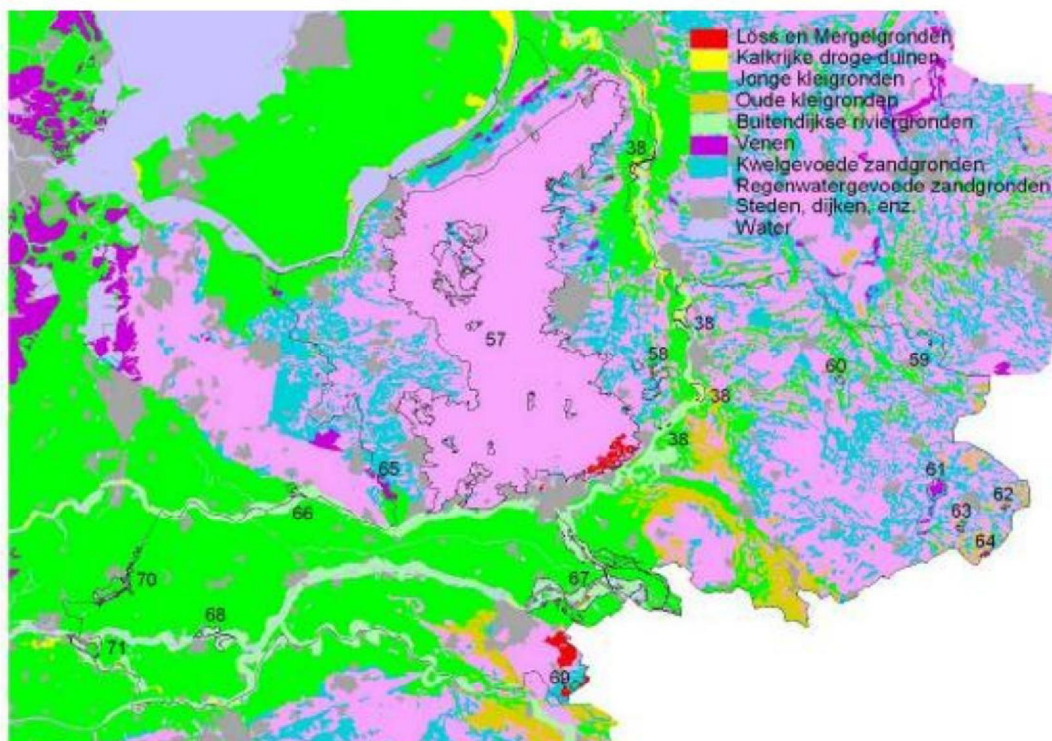 Löss en Mergelgronden
Kalkrijke droge duinen
Jonge kleigronden
Oude kleigronden
Buitendijkse riviergronden
Venen
Kwelgevoede zandgronden
Regenwatergevoede zandgronden
Steden, dijken, enz.
Water
38
57
38
58
60
59
38
38
65
61
62
63
66
64
70
67
68
71
69